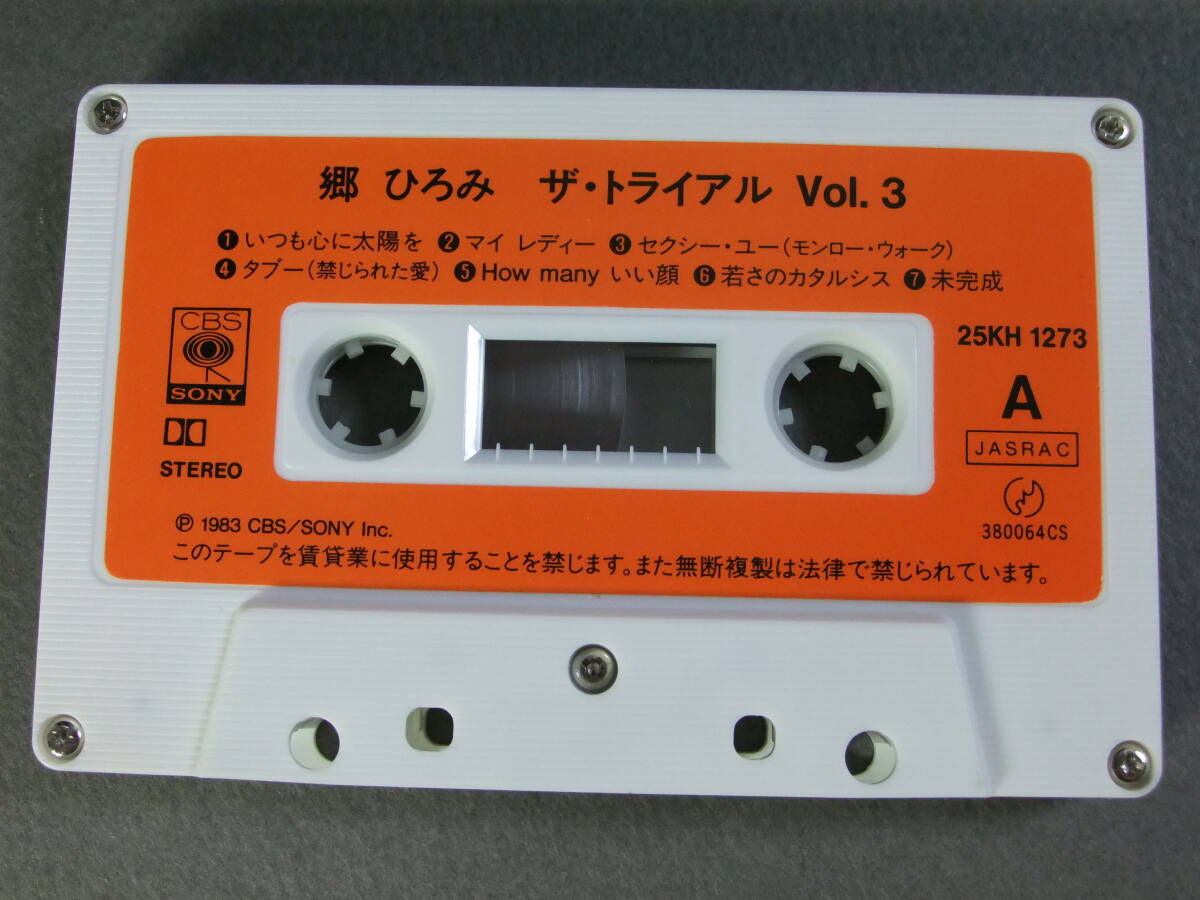 郷 ひろみ ザ・トライアル Vol. 3
❶いつも心に太陽を ❷マイ レディー ❸セクシー・ユー(モンロー・ウォーク)
❹タブー(禁じられた愛) ❺How many いい顔 ❻若さのカタルシス ❼未完成
CBS
SONY
STEREO
25KH 1273
A
JASRAC
380064CS
Ⓟ 1983 CBS/SONY Inc.
このテープを賃貸業に使用することを禁じます。また無断複製は法律で禁じられています。